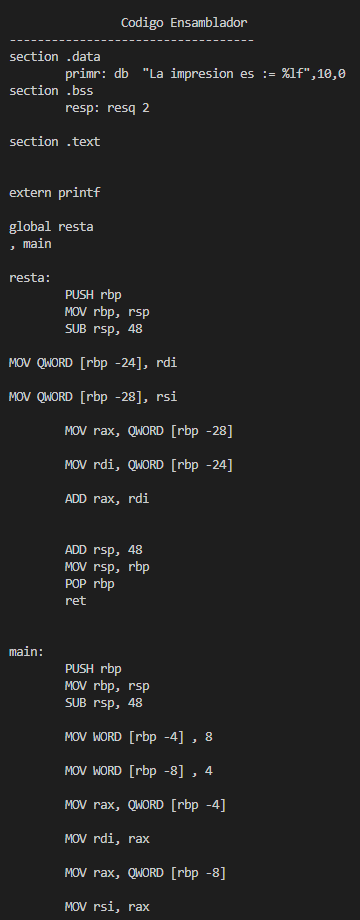 Codigo Ensamblador
-----------------------------------
section .data
primr: db "La impresion es := %lf",10,0
section .bss
resp: resq 2
section .text
extern printf
global resta
, main
resta:
PUSH rbp
MOV rbp, rsp
SUB rsp, 48
MOV QWORD [rbp -24], rdi
MOV QWORD [rbp -28], rsi
MOV rax, QWORD [rbp -28]
MOV rdi, QWORD [rbp -24]
ADD rax, rdi
ADD rsp, 48
MOV rsp, rbp
POP rbp
ret
main:
PUSH rbp
MOV rbp, rsp
SUB rsp, 48
MOV WORD [rbp -4] , 8
MOV WORD [rbp -8] , 4
MOV rax, QWORD [rbp -4]
MOV rdi, rax
MOV rax, QWORD [rbp -8]
MOV rsi, rax